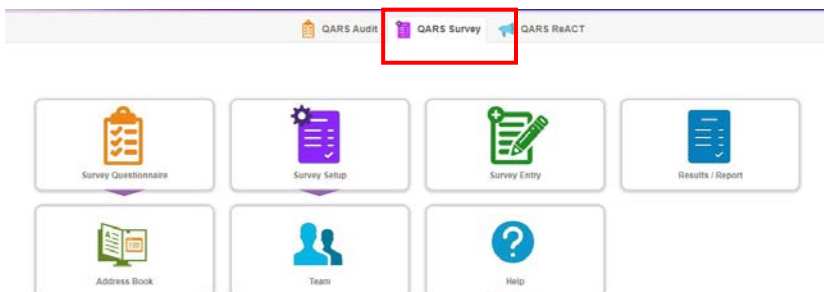 QARS Audit QARS Survey QARS ReACT
Survey Questionnaire Survey Setup Survey Entry Results / Report
Address Book Team Help